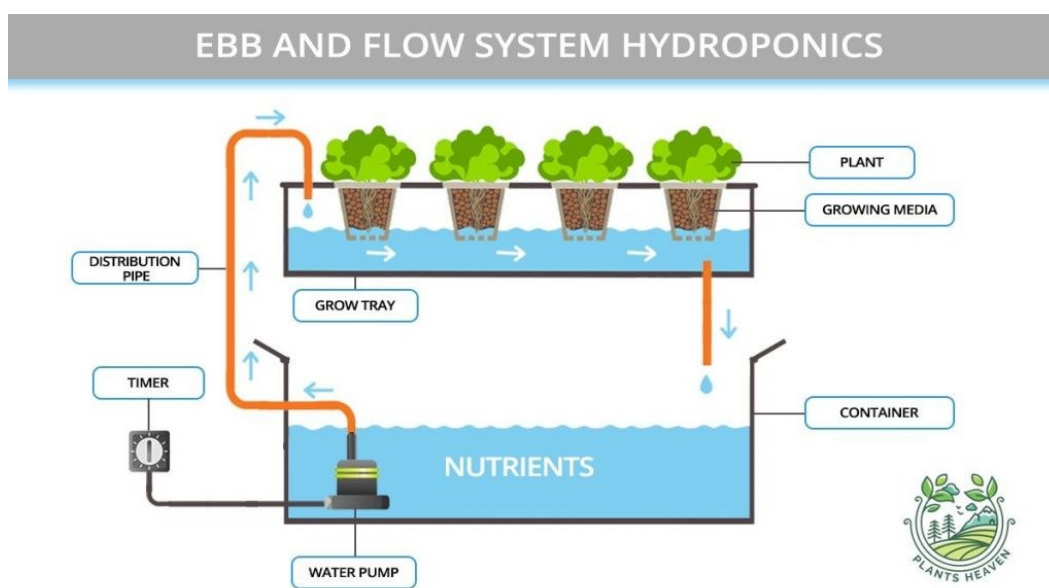 EBB AND FLOW SYSTEM HYDROPONICS
PLANT
GROWING MEDIA
DISTRIBUTION
PIPE
GROW TRAY
TIMER
CONTAINER
NUTRIENTS
WATER PUMP
PLANTS HEAVEN